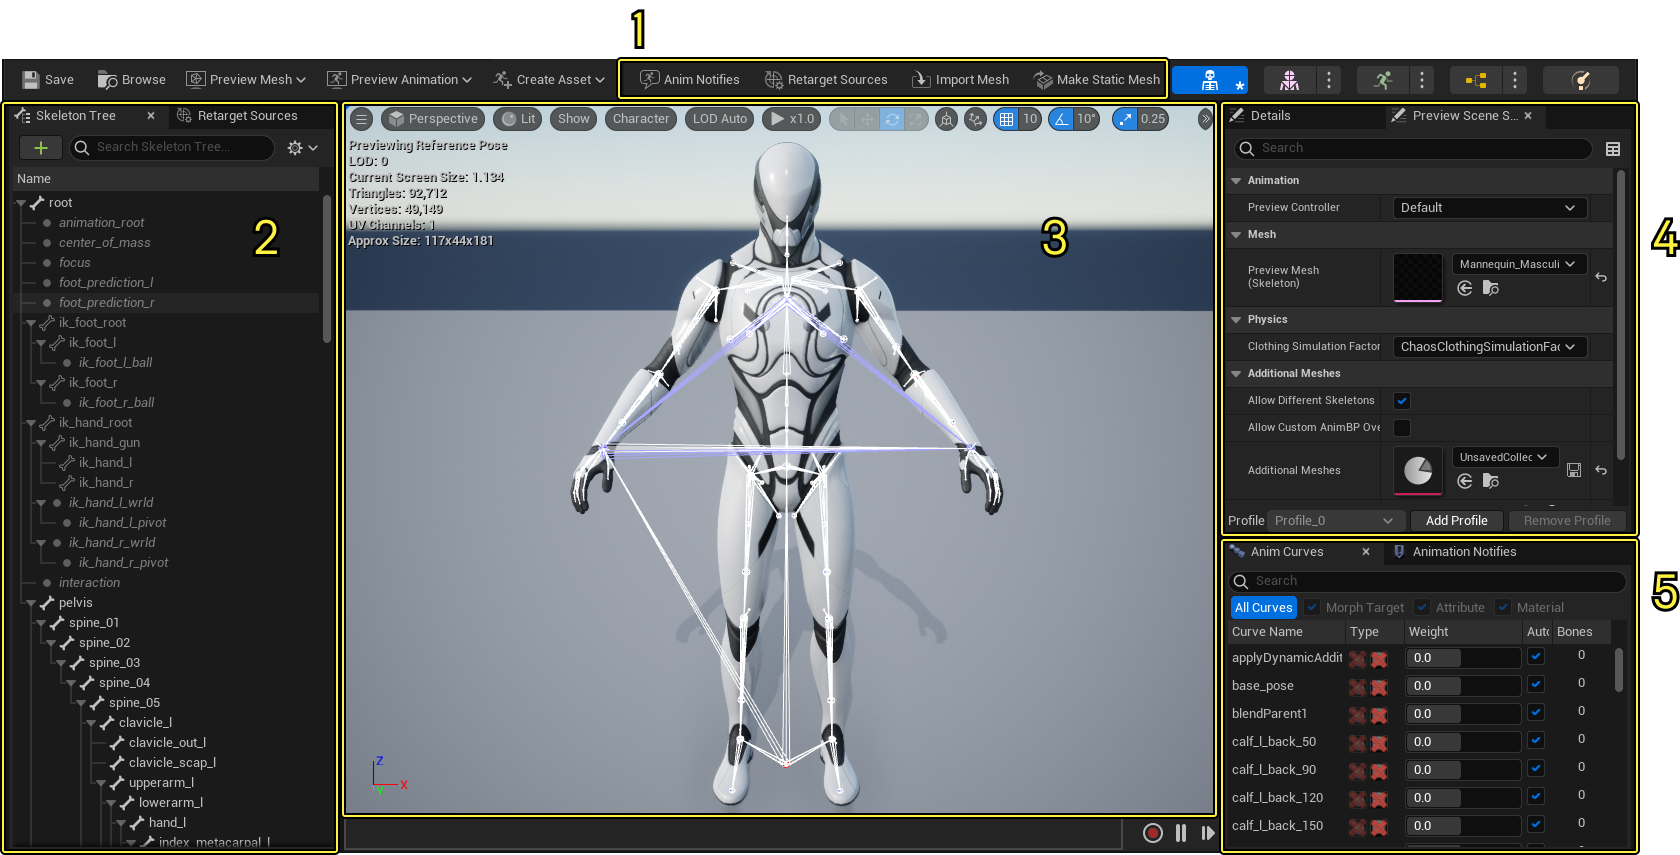 1
Save
Browse
Preview Mesh
Preview Animation
Create Asset
Anim Notifies
Retarget Sources
Import Mesh
Make Static Mesh
Skeleton Tree
Retarget Sources
Search Skeleton Tree...
Name
root
animation_root
center_of_mass
focus
foot_prediction_l
foot_prediction_r
ik_foot_root
ik_foot_l
ik_foot_l_ball
ik_foot_r
ik_foot_r_ball
ik_hand_root
ik_hand_gun
ik_hand_l
ik_hand_r
ik_hand_l_wrld
ik_hand_l_pivot
ik_hand_r_wrld
ik_hand_r_pivot
interaction
pelvis
spine_01
spine_02
spine_03
spine_04
spine_05
clavicle_l
clavicle_out_l
clavicle_scap_l
upperarm_l
lowerarm_l
hand_l
index_metacarpal_l
2
Perspective
Lit
Show
Character
LOD Auto
x1.0
10
10°
0.25
Previewing Reference Pose
LOD: 0
Current Screen Size: 1.134
Triangles: 92,712
Vertices: 49,149
UV Channels: 1
Approx Size: 117x44x181
3
Z
X
Y
Details
Preview Scene S...
Search
Animation
Preview Controller
Default
Mesh
Preview Mesh
(Skeleton)
Mannequin_Masculi
Physics
Clothing Simulation Factor
ChaosClothingSimulationFac
Additional Meshes
Allow Different Skeletons
Allow Custom AnimBP Ove
Additional Meshes
UnsavedCollec
Profile
Profile_0
Add Profile
Remove Profile
4
Anim Curves
Animation Notifies
Search
All Curves
Morph Target
Attribute
Material
Curve Name
Type
Weight
Auto
Bones
applyDynamicAddit
0.0
0
base_pose
0.0
0
blendParent1
0.0
0
calf_l_back_50
0.0
0
calf_l_back_90
0.0
0
calf_l_back_120
0.0
0
calf_l_back_150
0.0
0
5